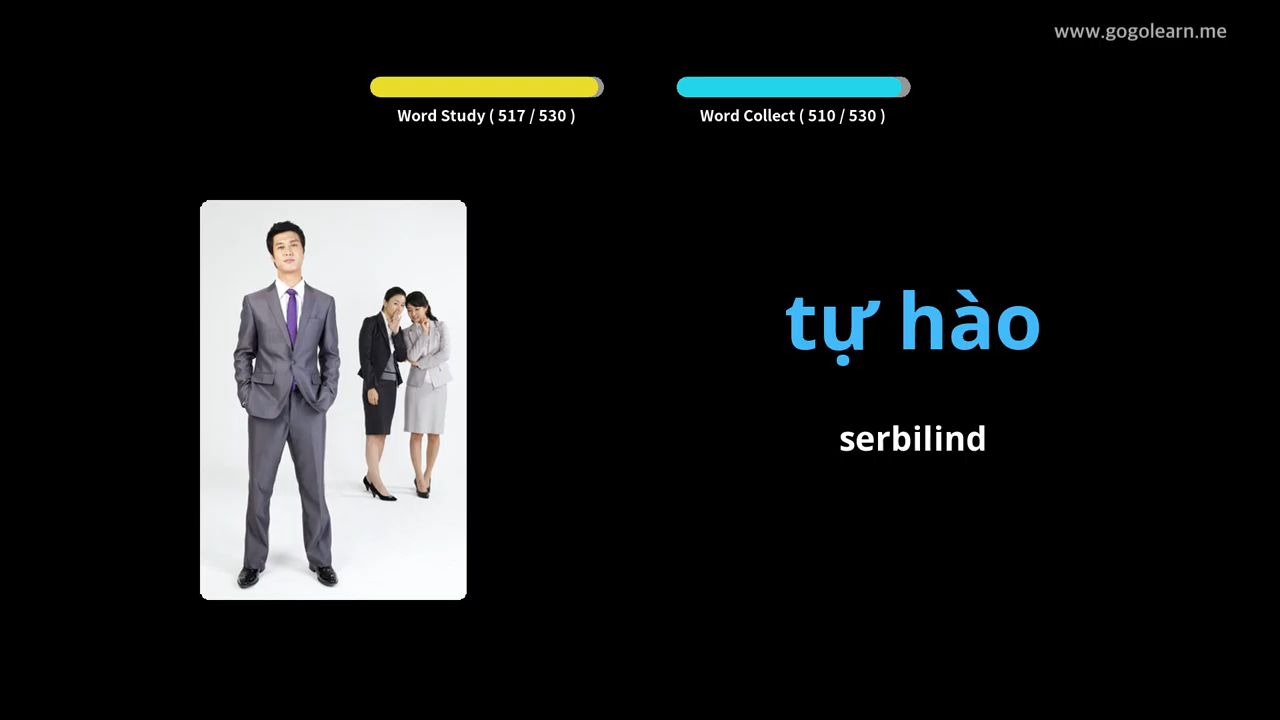 www.gogolearn.me
Word Study ( 517 / 530 )
Word Collect ( 510 / 530 )
tự hào
serbilind